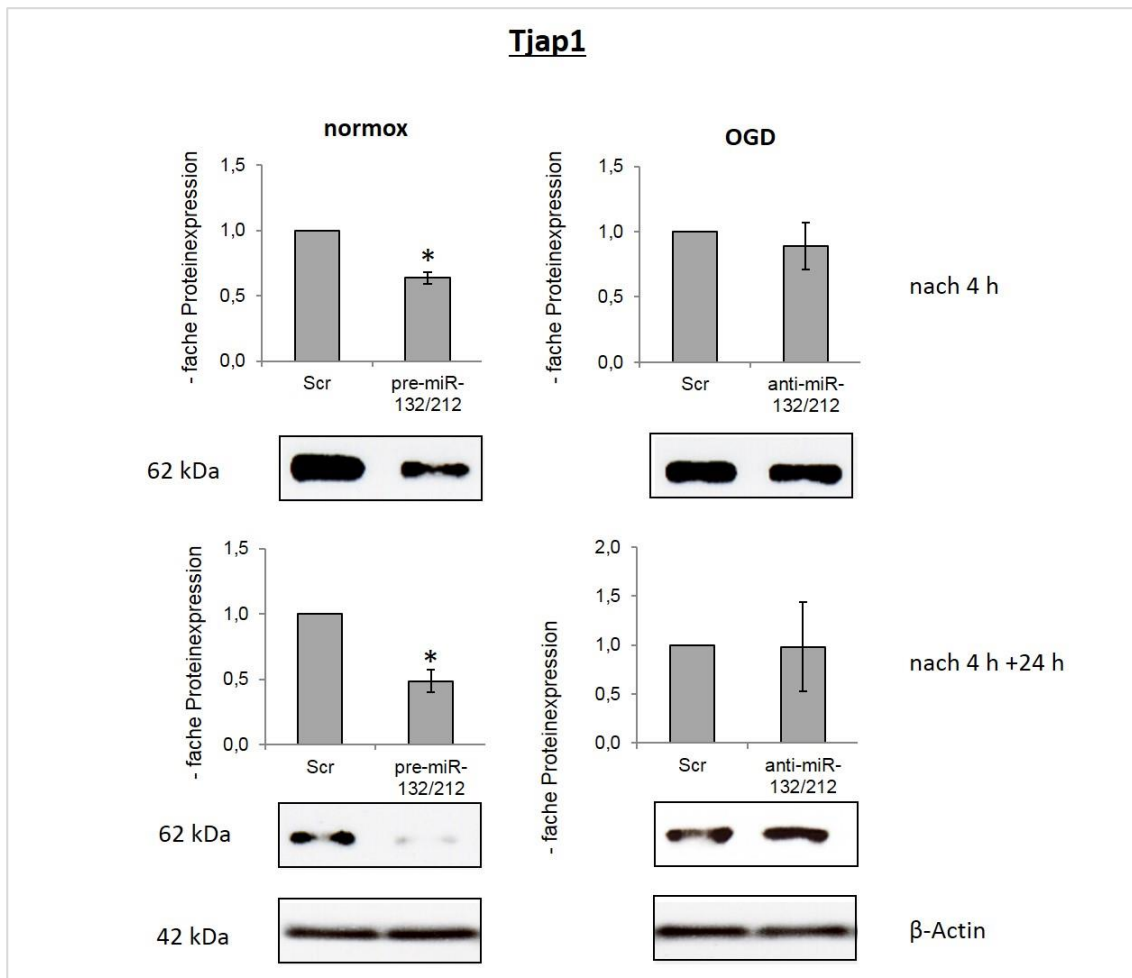 Tjap1
normox
OGD
- fache Proteinexpression
1,5
1,0
0,5
0,0
*
Scr
pre-miR-
132/212
- fache Proteinexpression
1,5
1,0
0,5
0,0
Scr
anti-miR-
132/212
nach 4 h
62 kDa
- fache Proteinexpression
1,5
1,0
0,5
0,0
*
Scr
pre-miR-
132/212
- fache Proteinexpression
2,0
1,5
1,0
0,5
0,0
Scr
anti-miR-
132/212
nach 4 h +24 h
62 kDa
42 kDa
β-Actin